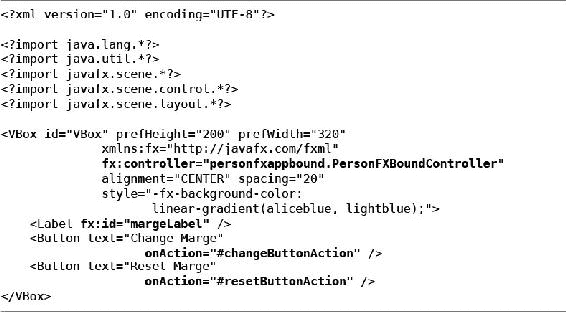 <?xml version="1.0" encoding="UTF-8"?>
<?import java.lang.*?>
<?import java.util.*?>
<?import javafx.scene.*?>
<?import javafx.scene.control.*?>
<?import javafx.scene.layout.*?>
<VBox id="VBox" prefHeight="200" prefWidth="320"
xmlns:fx="http://javafx.com/fxml"
fx:controller="personfxappbound.PersonFXBoundController"
alignment="CENTER" spacing="20"
style="-fx-background-color:
linear-gradient(aliceblue, lightblue);">
<Label fx:id="margeLabel" />
<Button text="Change Marge"
onAction="#changeButtonAction" />
<Button text="Reset Marge"
onAction="#resetButtonAction" />
</VBox>